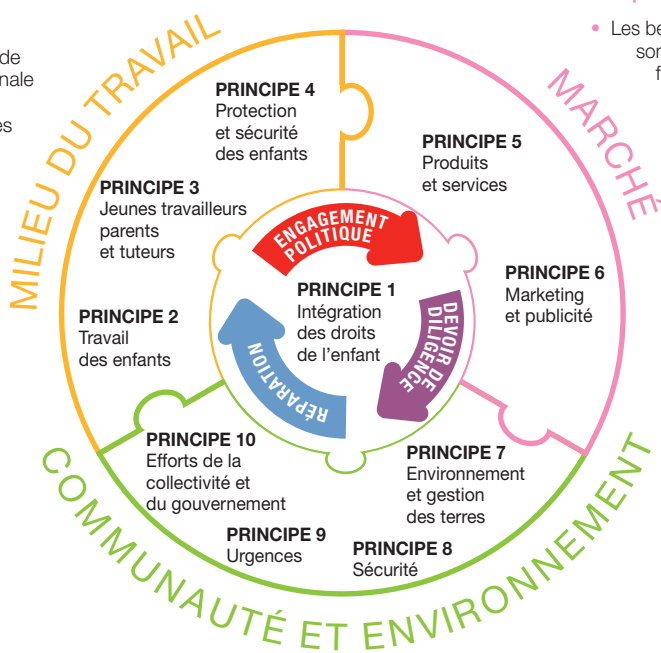 de
nale
es
• Les be
son
f
MILIEU DU TRAVAIL
MARCHÉ
COMMUNAUTÉ ET ENVIRONNEMENT
PRINCIPE 4
Protection
et sécurité
des enfants
PRINCIPE 5
Produits
et services
PRINCIPE 3
Jeunes travailleurs
parents
et tuteurs
PRINCIPE 6
Marketing
et publicité
PRINCIPE 2
Travail
des enfants
ENGAGEMENT
POLITIQUE
PRINCIPE 1
Intégration
des droits
de l’enfant
DEVOIR DE
DILIGENCE
RÉPARATION
PRINCIPE 10
Efforts de la
collectivité et
du gouvernement
PRINCIPE 7
Environnement
et gestion
des terres
PRINCIPE 9
Urgences
PRINCIPE 8
Sécurité